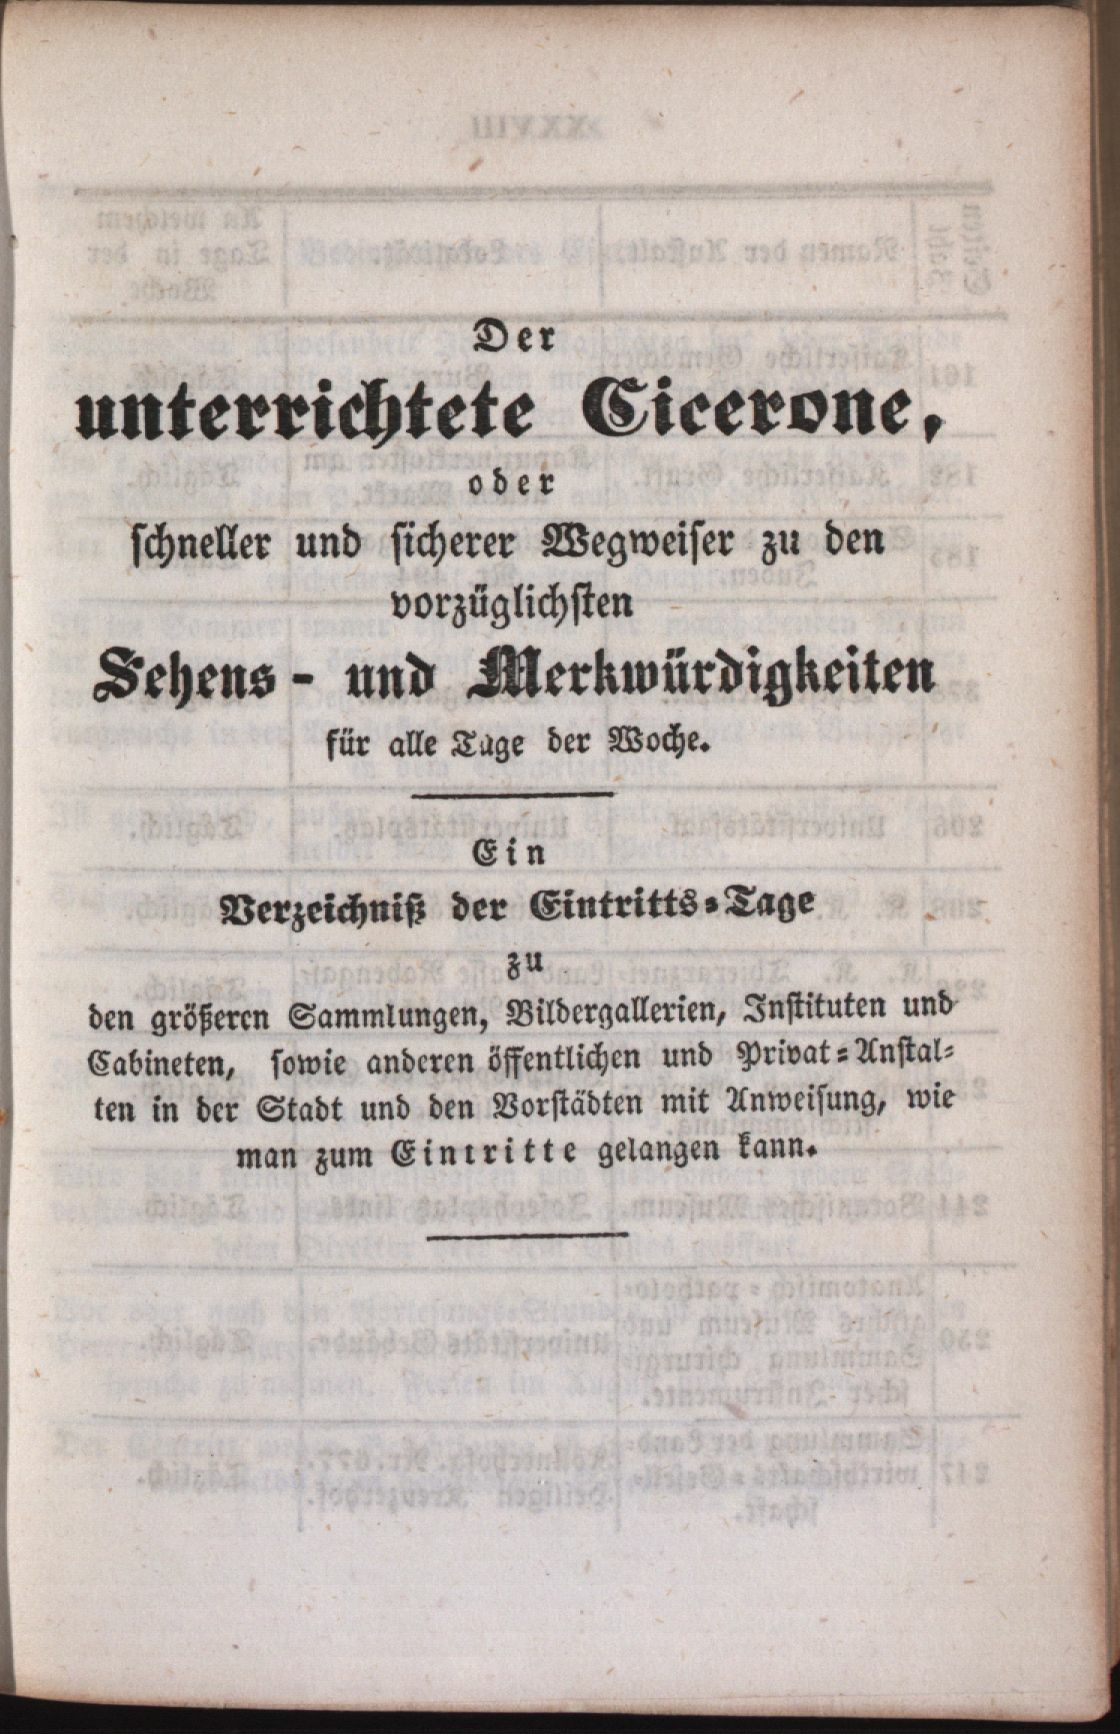 Der
unterrichtete Cicerone,
oder
schneller und sicherer Wegweiser zu den
vorzüglichsten
Sehens- und Merkwürdigkeiten
für alle Tage der Woche.
Ein
Verzeichniß der Eintritts-Tage
zu
den größeren Sammlungen, Bildergallerien, Instituten und
Cabineten, sowie anderen öffentlichen und Privat-Anstal-
ten in der Stadt und den Vorstädten mit Anweisung, wie
man zum Eintritte gelangen kann.